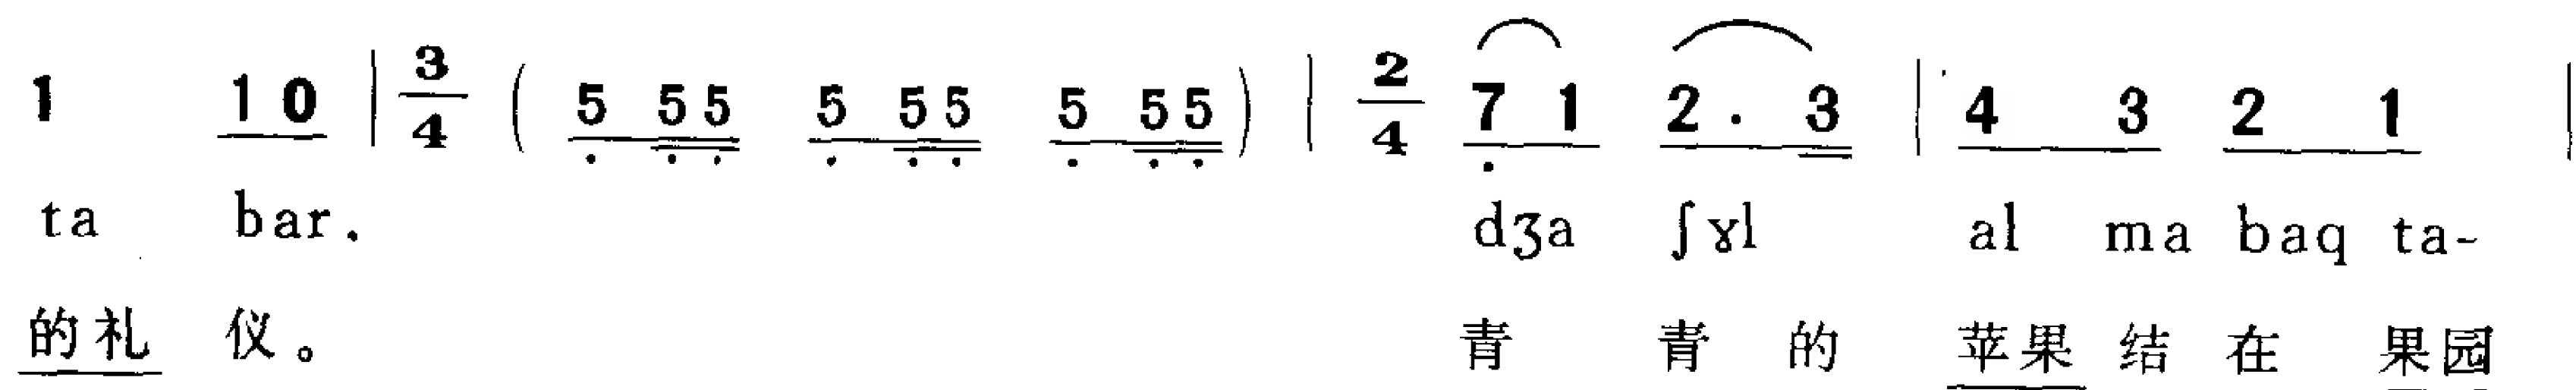 1 1 0 | 3/4 ( 5 5 5 5 5 5 5 5 5 ) | 2/4 7 1 2 . 3 | 4 3 2 1 |
ta bar. dʒa ʃɤl al ma baq ta-
的礼 仪。 青 青 的 苹果 结 在 果园